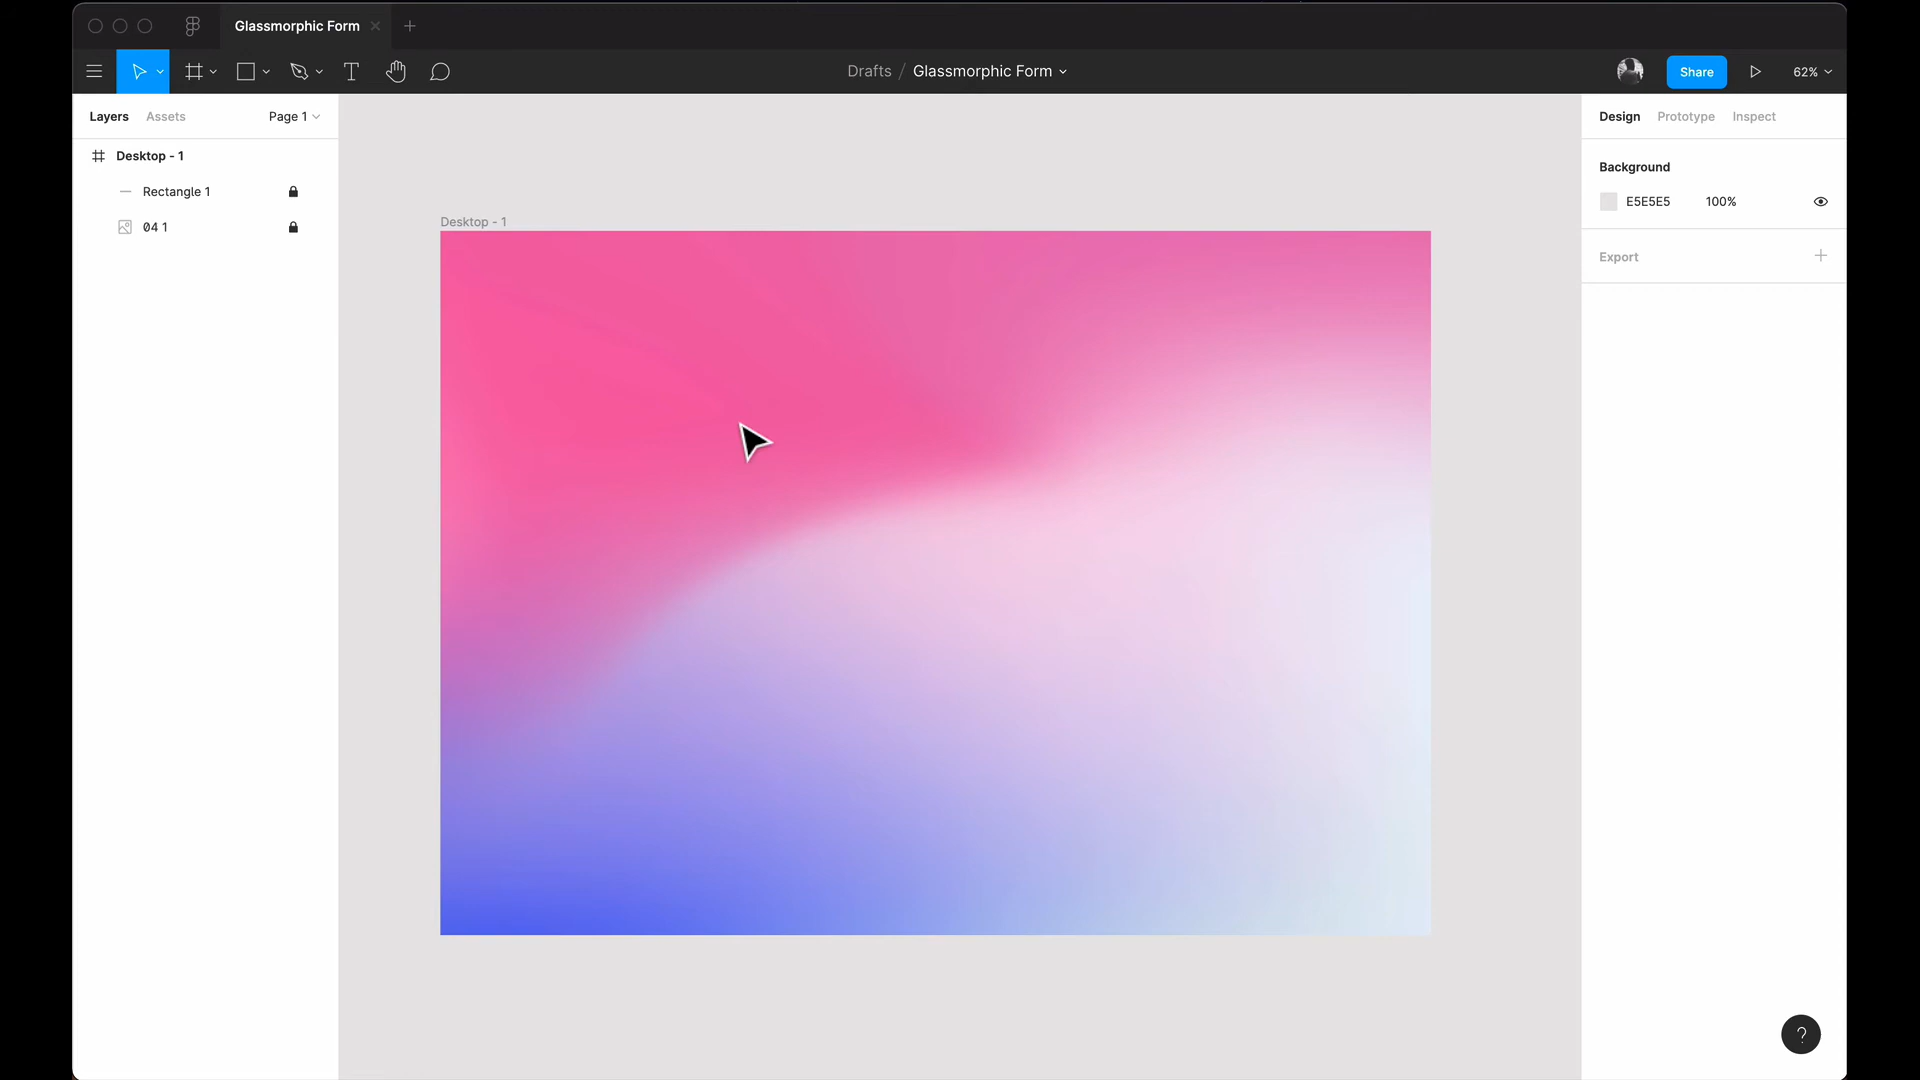 Glassmorphic Form
Drafts / Glassmorphic Form
Share
62%
Layers
Assets
Page 1
Desktop - 1
Rectangle 1
04 1
Desktop - 1
Design
Prototype
Inspect
Background
E5E5E5
100%
Export
?